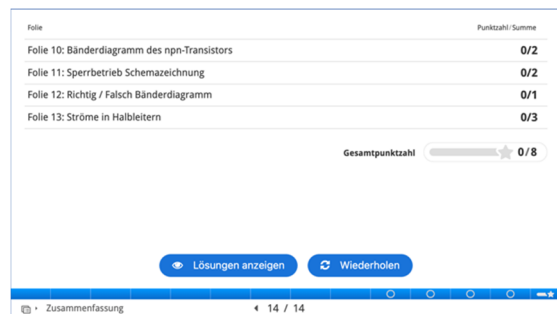 Folie Punktzahl/Summe
Folie 10: Bänderdiagramm des npn-Transistors 0/2
Folie 11: Sperrbetrieb Schemazeichnung 0/2
Folie 12: Richtig / Falsch Bänderdiagramm 0/1
Folie 13: Ströme in Halbleitern 0/3
Gesamtpunktzahl 0/8
Lösungen anzeigen Wiederholen
Zusammenfassung 14 / 14